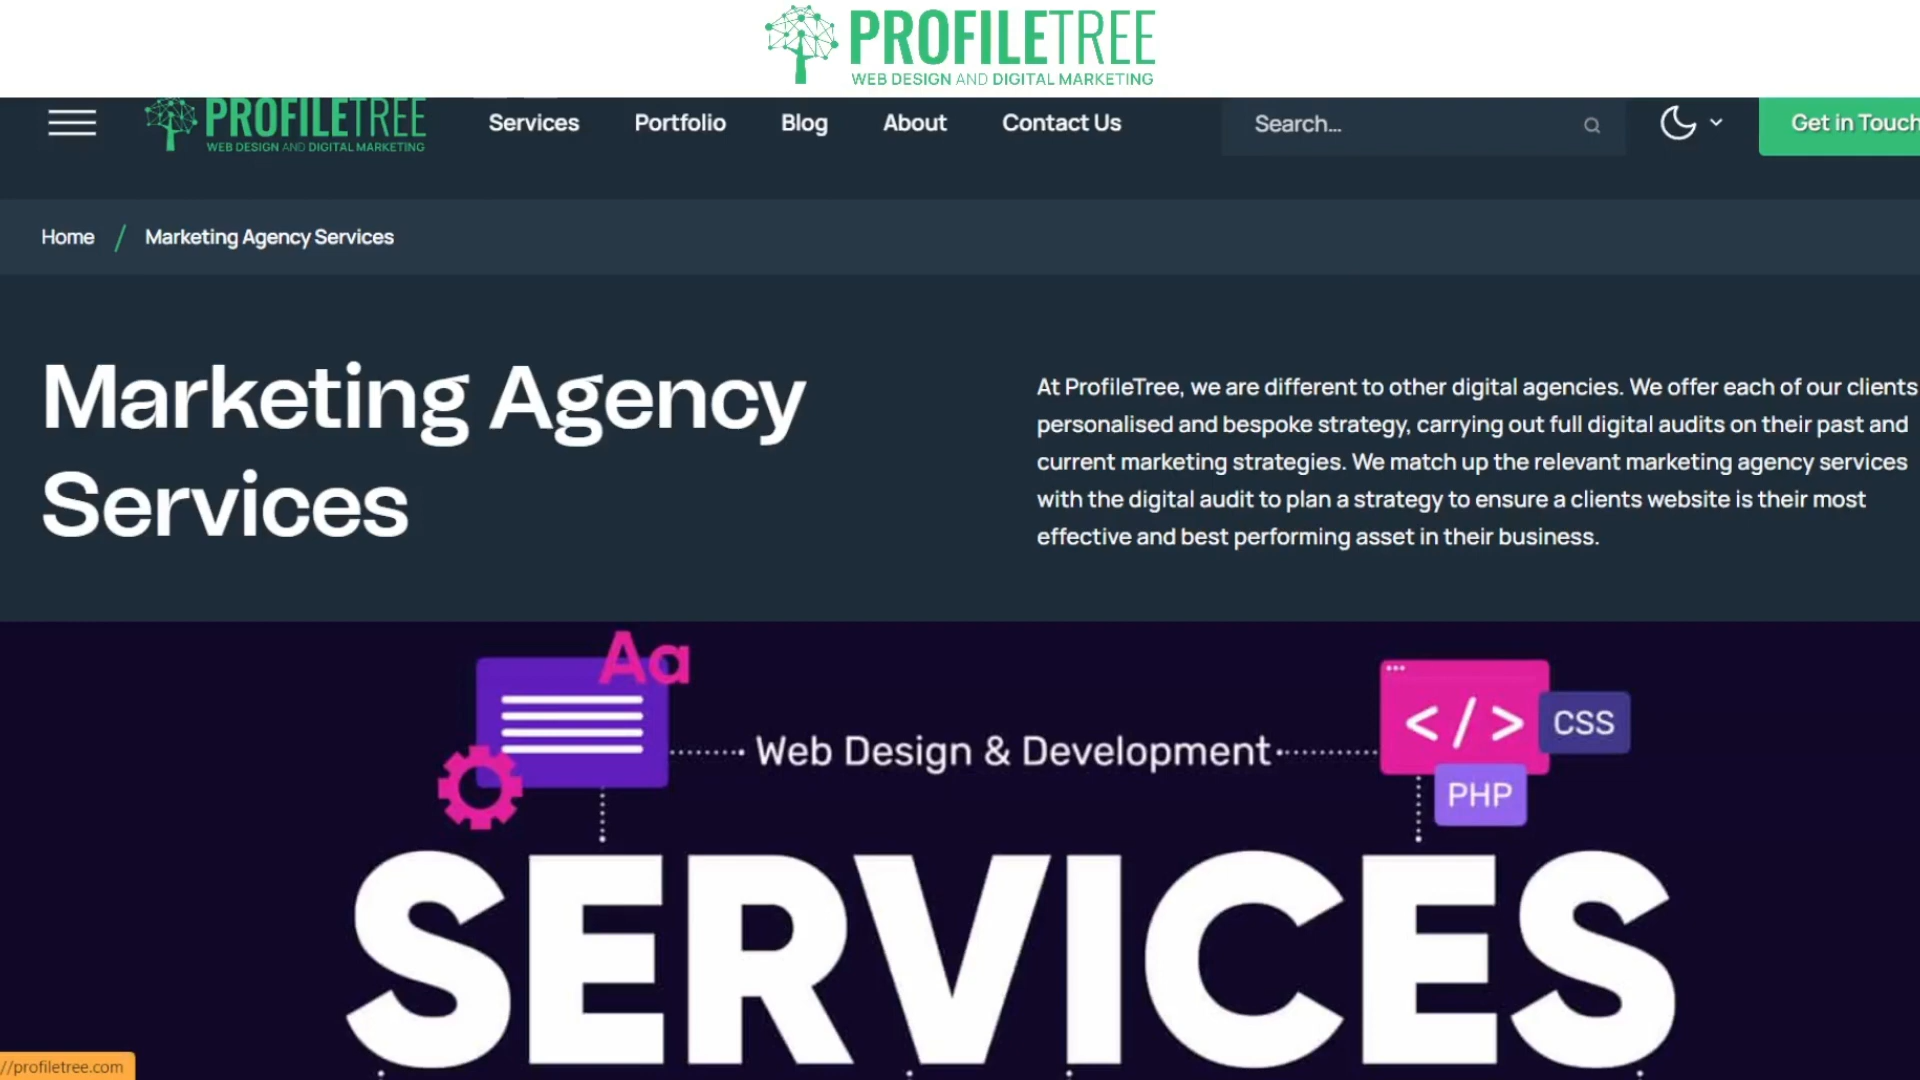 PROFILETREE
WEB DESIGN AND DIGITAL MARKETING
PROFILETREE
WEB DESIGN AND DIGITAL MARKETING
Services
Portfolio
Blog
About
Contact Us
Search...
Get in Touch
Home / Marketing Agency Services
Marketing Agency
Services
At ProfileTree, we are different to other digital agencies. We offer each of our clients
personalised and bespoke strategy, carrying out full digital audits on their past and
current marketing strategies. We match up the relevant marketing agency services
with the digital audit to plan a strategy to ensure a clients website is their most
effective and best performing asset in their business.
Aa
Web Design & Development
</>
CSS
PHP
SERVICES
//profiletree.com